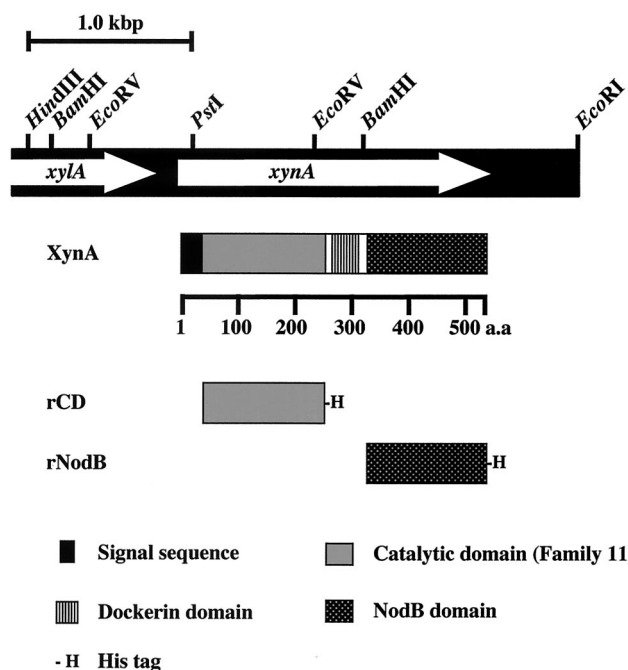 1.0 kbp
HindIII
BamHI
EcoRV
PstI
EcoRV
BamHI
EcoRI
xylA
xynA
XynA
1 100 200 300 400 500 a.a
rCD
-H
rNodB
-H
Signal sequence
Catalytic domain (Family 11
Dockerin domain
NodB domain
- H His tag